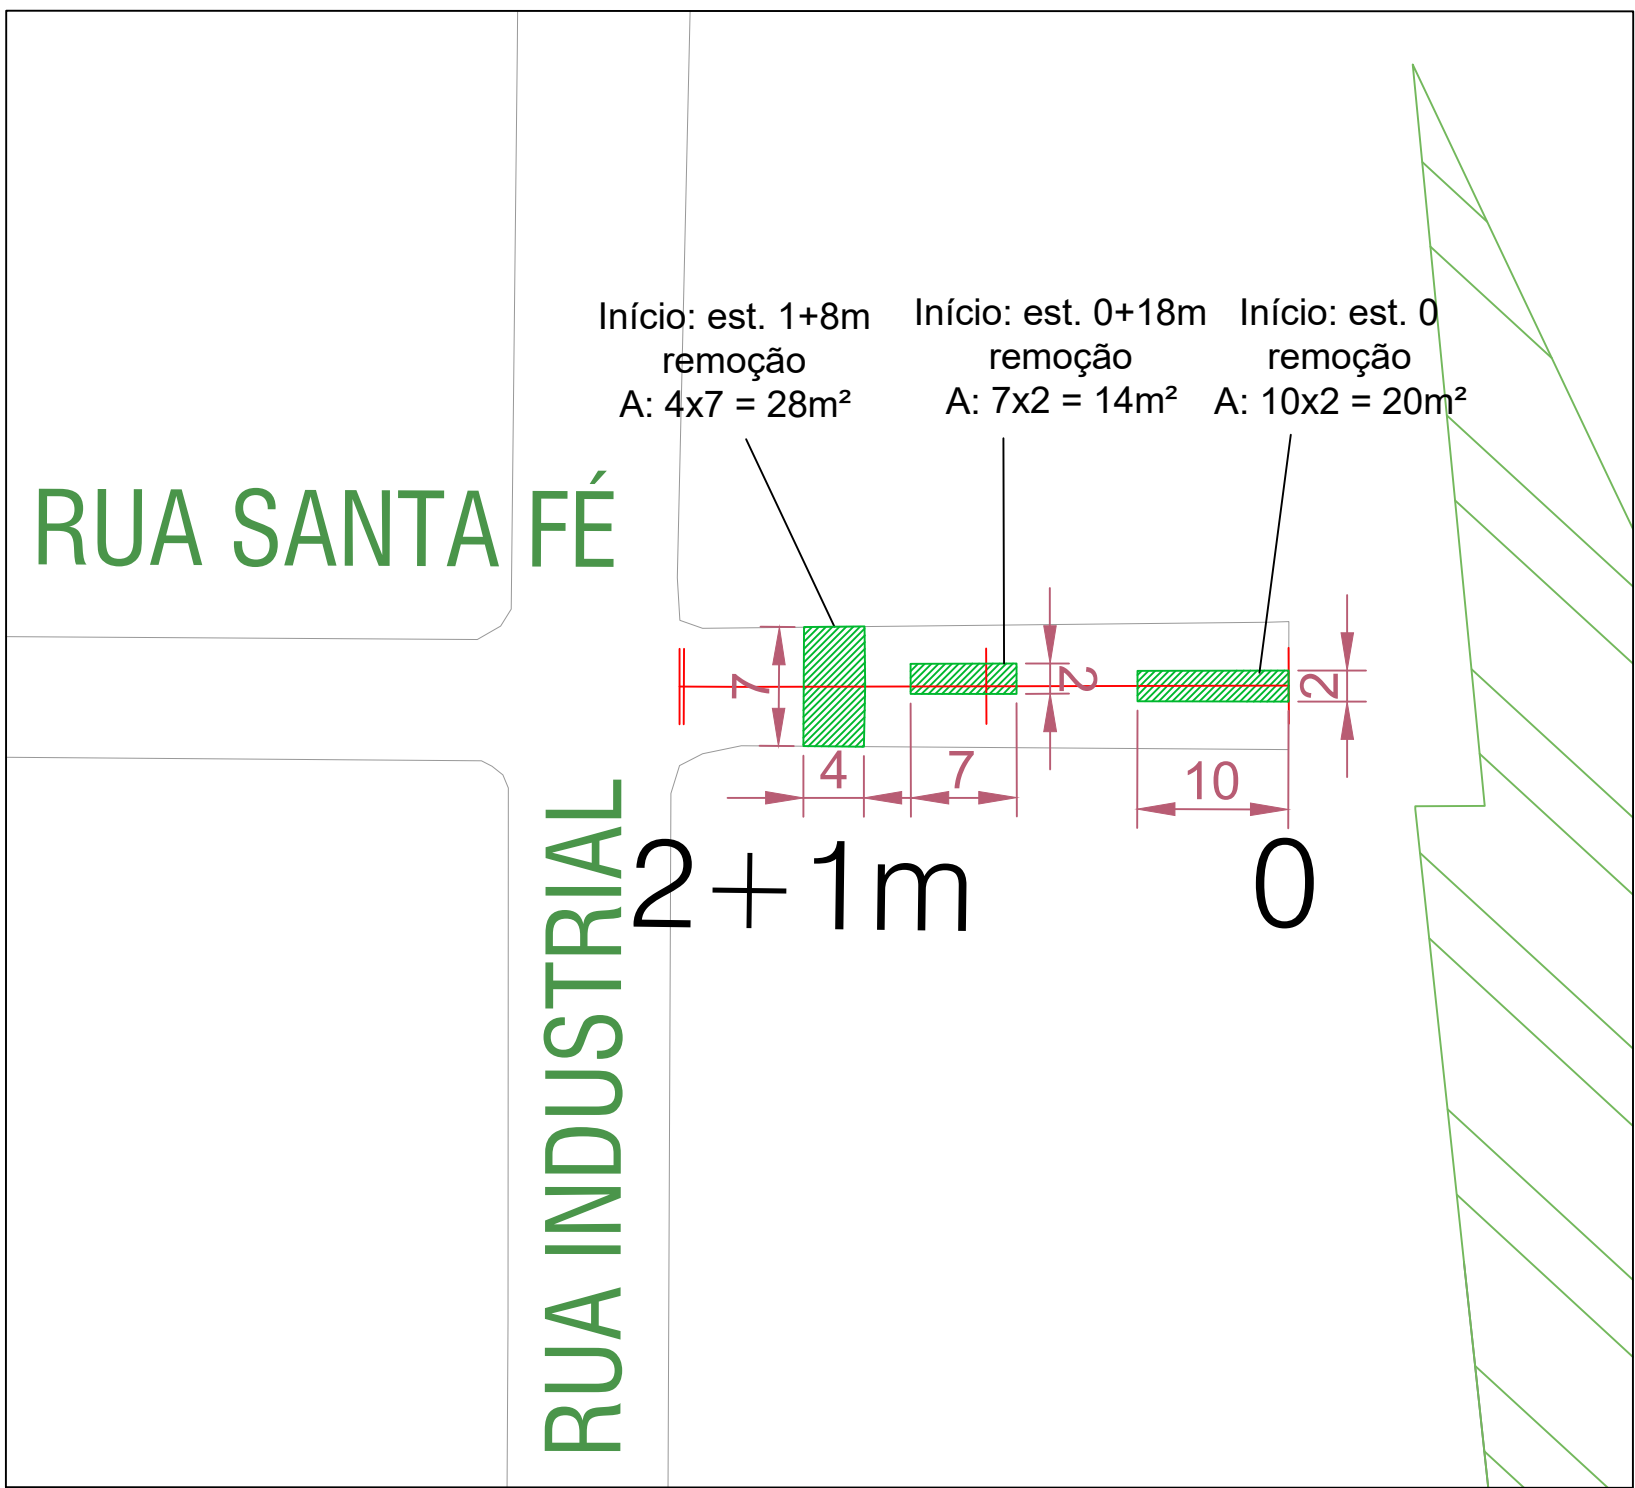 Início: est. 1+8m
remoção
A: 4x7 = 28m²
Início: est. 0+18m
remoção
A: 7x2 = 14m²
Início: est. 0
remoção
A: 10x2 = 20m²
RUA SANTA FÉ
7
2
2
4
7
10
2+1m
0
RUA INDUSTRIAL